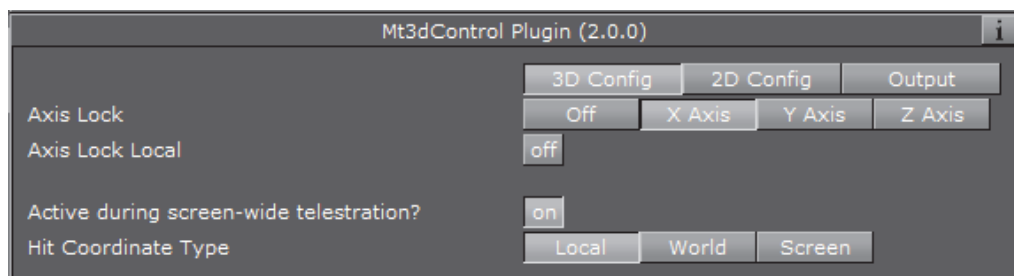 Mt3dControl Plugin (2.0.0) i
3D Config 2D Config Output
Axis Lock Off X Axis Y Axis Z Axis
Axis Lock Local off
Active during screen-wide telestration? on
Hit Coordinate Type Local World Screen